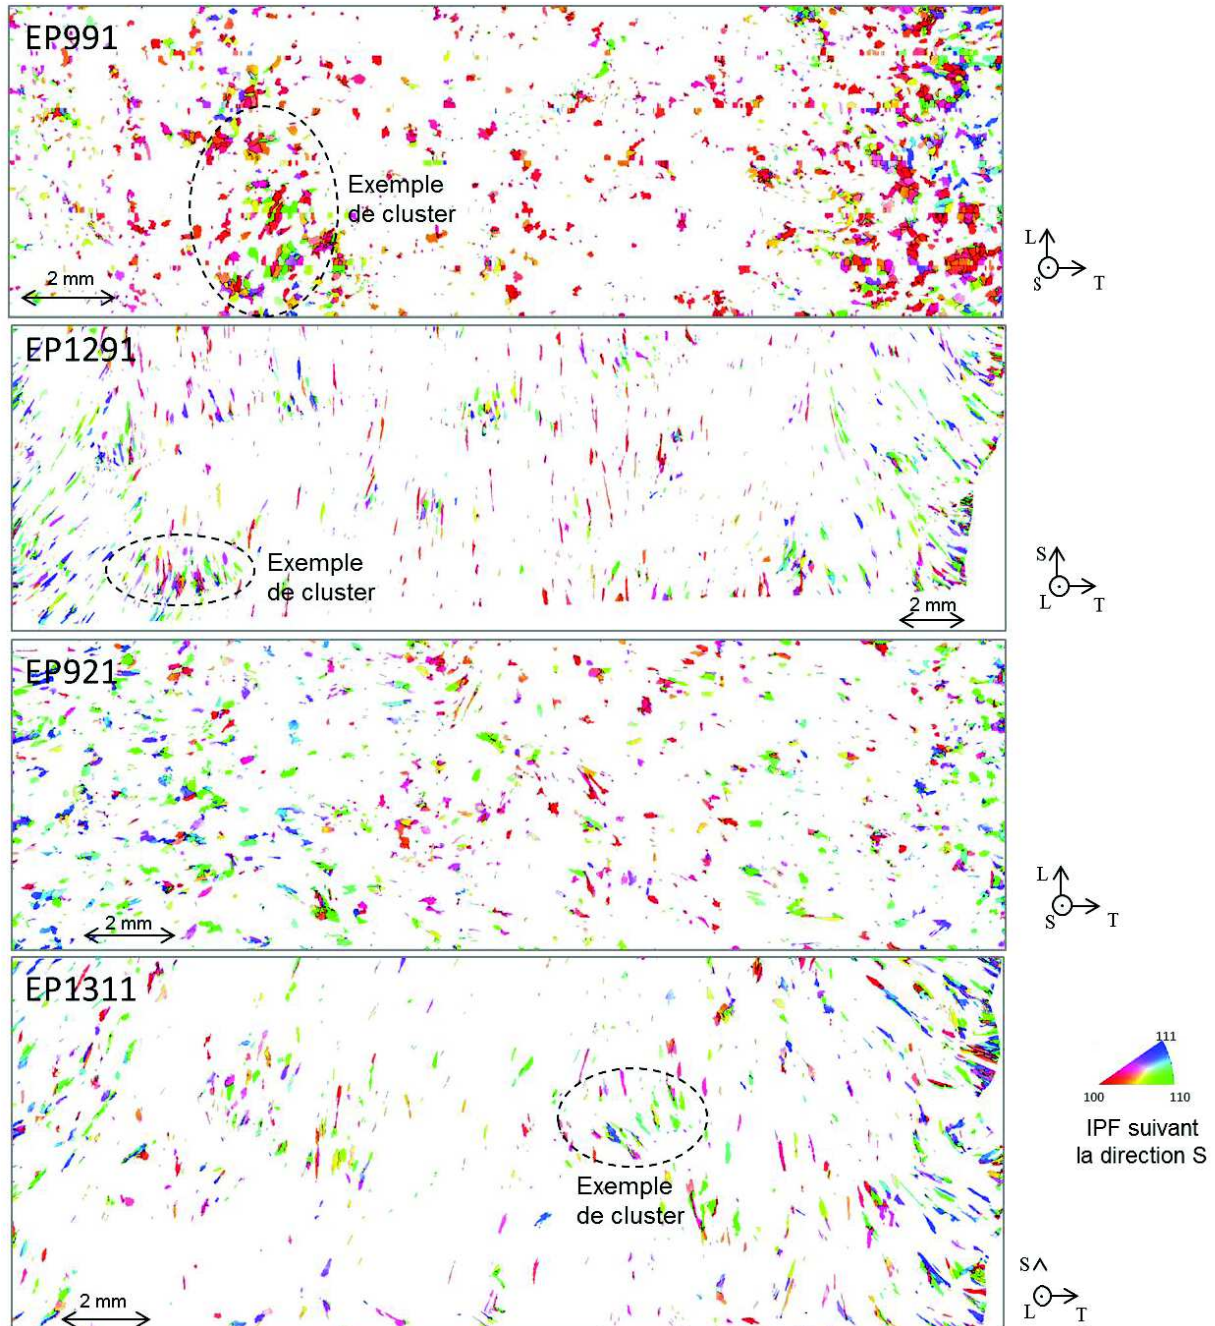 EP991
Exemple
de cluster
2 mm
L
S
T
EP1291
Exemple
de cluster
2 mm
S
L
T
EP921
2 mm
L
S
T
EP1311
Exemple
de cluster
2 mm
111
100
110
IPF suivant
la direction S
S
L
T